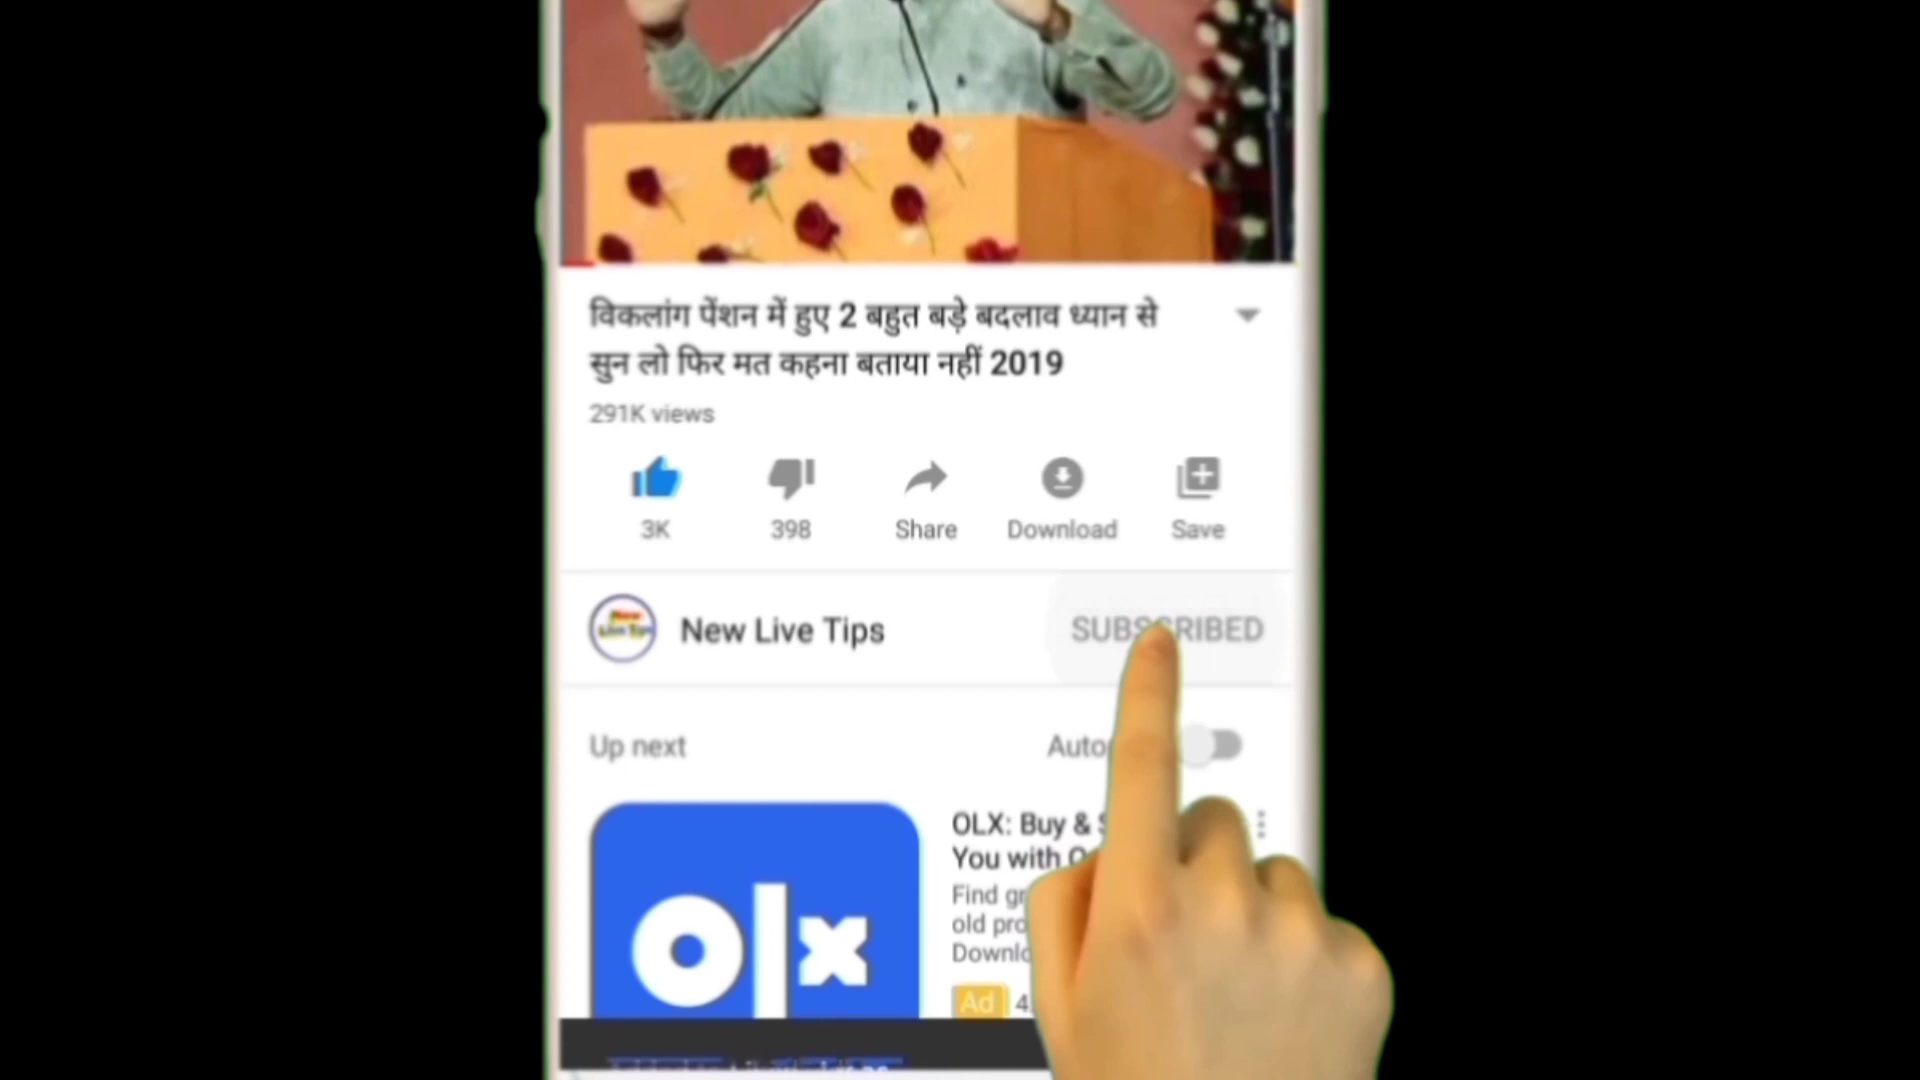 विकलांग पेंशन में हुए 2 बहुत बड़े बदलाव ध्यान से
सुन लो फिर मत कहना बताया नहीं 2019
291K views
3K
398
Share
Download
Save
New Live Tips
SUBSCRIBED
Up next
Auto
olx
OLX: Buy &
You with
Find
old
Ad